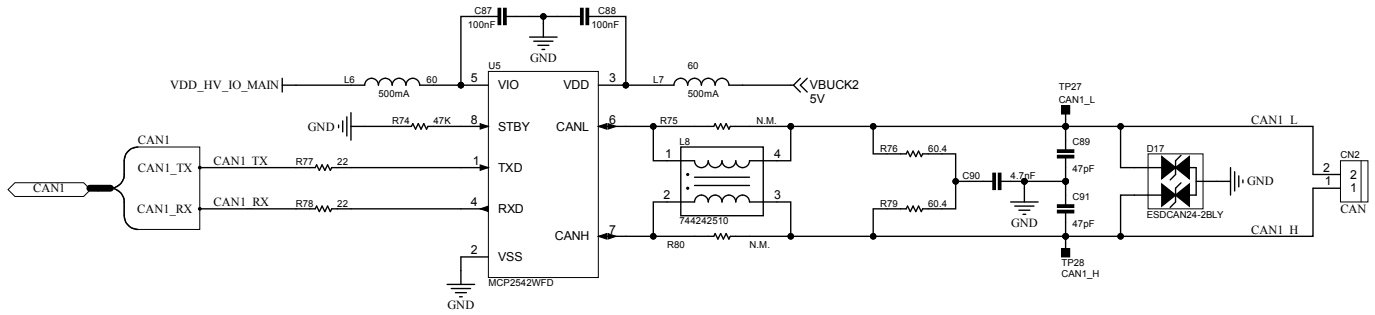 C87
100nF
C88
100nF
GND
U5
VDD_HV_IO_MAIN
L6
60
500mA
5
VIO
VDD
3
L7
60
500mA
VBUCK2
5V
GND
R74
47K
8
STBY
CANL
6
R75
N.M.
TP27
CAN1_L
CAN1_L
CAN1
CAN1
CAN1_TX
CAN1_TX
R77
22
1
TXD
L8
1
4
2
3
744242510
R76
60.4
C90
4.7nF
R79
60.4
GND
C89
47pF
C91
47pF
D17
GND
ESDCAN24-2BLY
CN2
2
1
2
1
CAN
CAN1_RX
CAN1_RX
R78
22
4
RXD
CANH
7
R80
N.M.
CAN1_H
2
VSS
GND
MCP2542WFD
TP28
CAN1_H